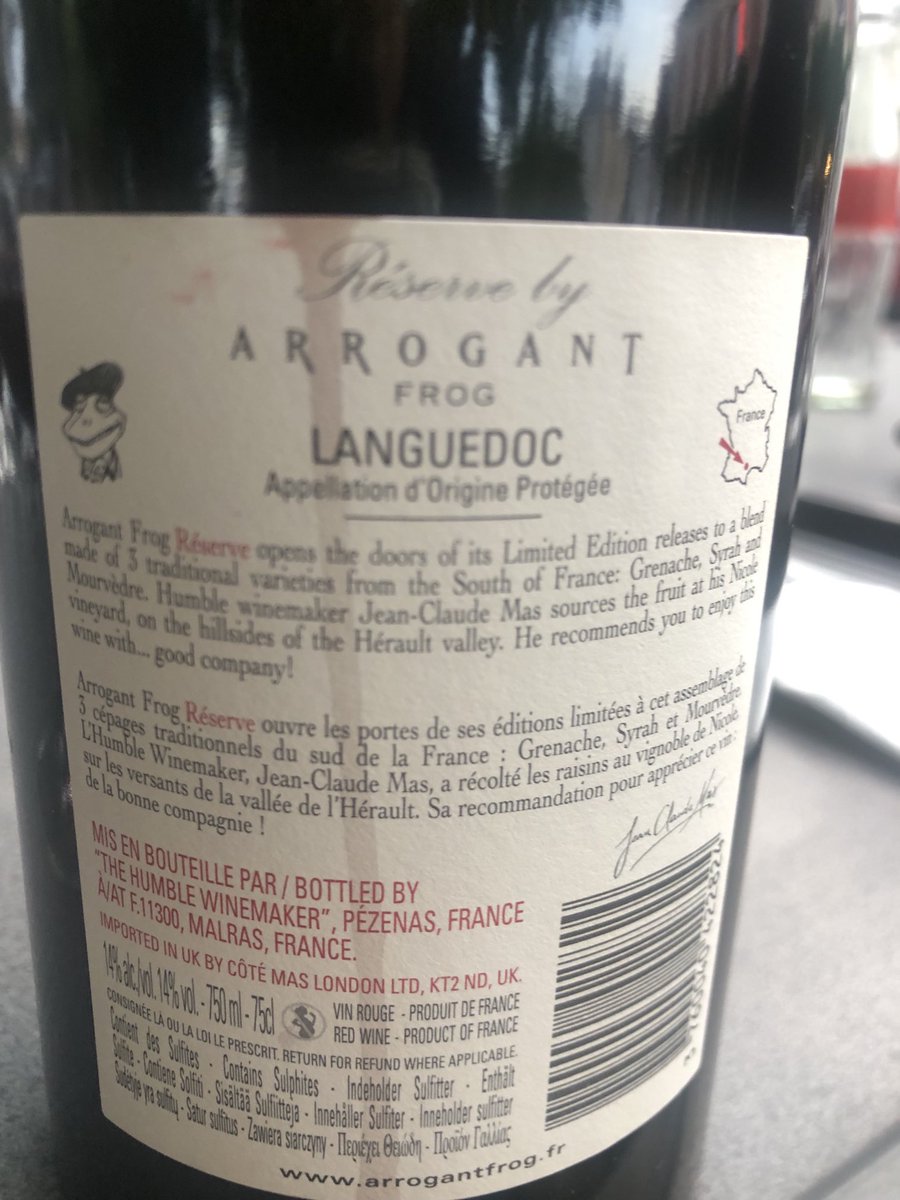 Réserve by
ARROGANT
FROG
LANGUEDOC
Appellation d'Origine Protégée
France
Arrogant Frog Réserve opens the doors of its Limited Edition releases to a blend
made of 3 traditional varieties from the South of France: Grenache, Syrah and
Mourvèdre. Humble winemaker Jean-Claude Mas sources the fruit at his Nicole
vineyard, on the hillsides of the Hérault valley. He recommends you to enjoy this
wine with... good company!
Arrogant Frog Réserve ouvre les portes de ses éditions limitées à cet assemblage de
3 cépages traditionnels du sud de la France : Grenache, Syrah et Mourvèdre.
L'Humble Winemaker, Jean-Claude Mas, a récolté les raisins au vignoble de Nicole,
sur les versants de la vallée de l'Hérault. Sa recommandation pour apprécier ce vin :
de la bonne compagnie !
Jean Claude Mas
MIS EN BOUTEILLE PAR / BOTTLED BY
"THE HUMBLE WINEMAKER", PÉZENAS, FRANCE
À/AT F.11300, MALRAS, FRANCE.
IMPORTED IN UK BY CÔTÉ MAS LONDON LTD, KT2 ND, UK.
14% alc./vol. 14% vol. - 750 ml - 75cl
VIN ROUGE - PRODUIT DE FRANCE
RED WINE - PRODUCT OF FRANCE
CONSIGNÉE LÀ OU LA LOI LE PRESCRIT. RETURN FOR REFUND WHERE APPLICABLE.
Contient des Sulfites - Contains Sulphites - Indeholder Sulfitter - Enthält
Sulfite - Contiene Solfiti - Sisältää Sulfiitteja - Innehåller Sulfiter - Inneholder sulfitter
Sudėtyje yra sulfitų - Satur sulfitus - Zawiera siarczyny - Περιέχει Θειώδη - Προϊόν Γαλλίας
www.arrogantfrog.fr